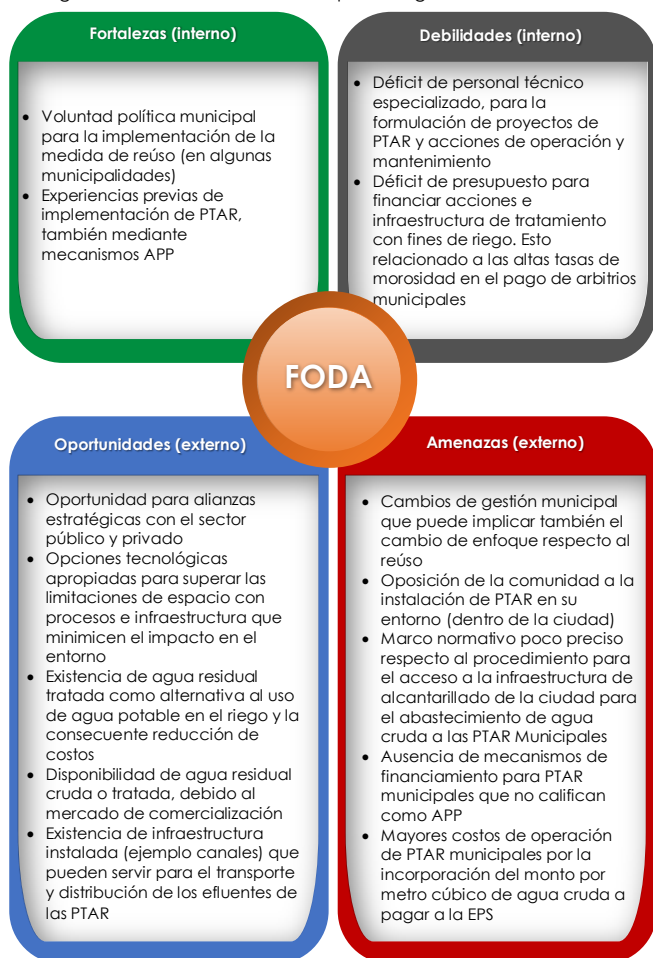 Fortalezas (interno)
• Voluntad política municipal
para la implementación de la
medida de reúso (en algunas
municipalidades)
• Experiencias previas de
implementación de PTAR,
también mediante
mecanismos APP
Debilidades (interno)
• Déficit de personal técnico
especializado, para la
formulación de proyectos de
PTAR y acciones de operación y
mantenimiento
• Déficit de presupuesto para
financiar acciones e
infraestructura de tratamiento
con fines de riego. Esto
relacionado a las altas tasas de
morosidad en el pago de arbitrios
municipales
FODA
Oportunidades (externo)
• Oportunidad para alianzas
estratégicas con el sector
público y privado
• Opciones tecnológicas
apropiadas para superar las
limitaciones de espacio con
procesos e infraestructura que
minimicen el impacto en el
entorno
• Existencia de agua residual
tratada como alternativa al uso
de agua potable en el riego y la
consecuente reducción de
costos
• Disponibilidad de agua residual
cruda o tratada, debido al
mercado de comercialización
• Existencia de infraestructura
instalada (ejemplo canales) que
pueden servir para el transporte
y distribución de los efluentes de
las PTAR
Amenazas (externo)
• Cambios de gestión municipal
que puede implicar también el
cambio de enfoque respecto al
reúso
• Oposición de la comunidad a la
instalación de PTAR en su
entorno (dentro de la ciudad)
• Marco normativo poco preciso
respecto al procedimiento para
el acceso a la infraestructura de
alcantarillado de la ciudad para
el abastecimiento de agua
cruda a las PTAR Municipales
• Ausencia de mecanismos de
financiamiento para PTAR
municipales que no califican
como APP
• Mayores costos de operación
de PTAR municipales por la
incorporación del monto por
metro cúbico de agua cruda a
pagar a la EPS